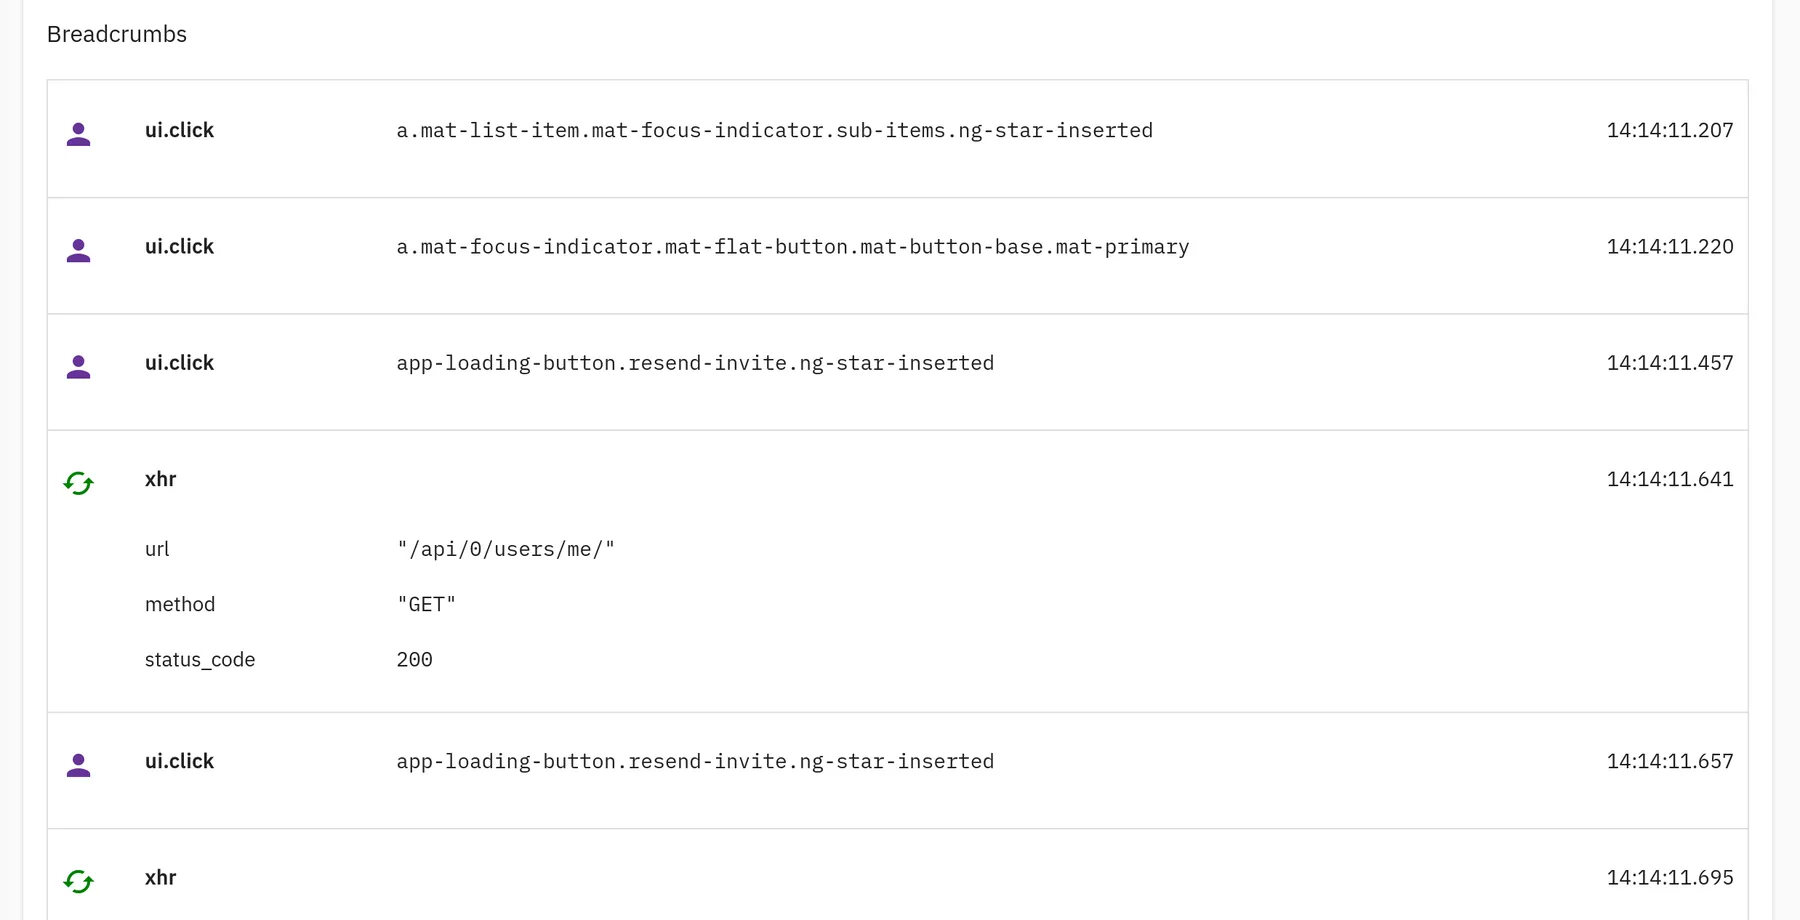 Breadcrumbs
ui.click a.mat-list-item.mat-focus-indicator.sub-items.ng-star-inserted 14:14:11.207
ui.click a.mat-focus-indicator.mat-flat-button.mat-button-base.mat-primary 14:14:11.220
ui.click app-loading-button.resend-invite.ng-star-inserted 14:14:11.457
xhr 14:14:11.641
url "/api/0/users/me/"
method "GET"
status_code 200
ui.click app-loading-button.resend-invite.ng-star-inserted 14:14:11.657
xhr 14:14:11.695